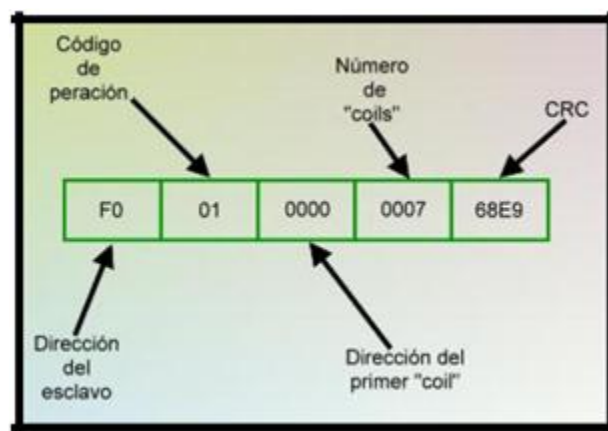 Código
de
peración
Número
de
"coils"
CRC
F0 01 0000 0007 68E9
Dirección
del
esclavo
Dirección del
primer "coil"